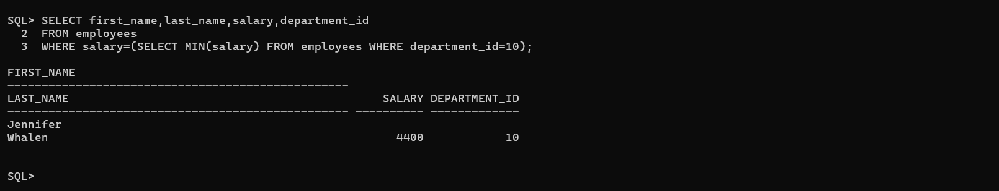 SQL> SELECT first_name,last_name,salary,department_id
  2  FROM employees
  3  WHERE salary=(SELECT MIN(salary) FROM employees WHERE department_id=10);
FIRST_NAME
--------------------------------------------------
LAST_NAME                                              SALARY DEPARTMENT_ID
-------------------------------------------------- ---------- -------------
Jennifer
Whalen                                                   4400            10
SQL>